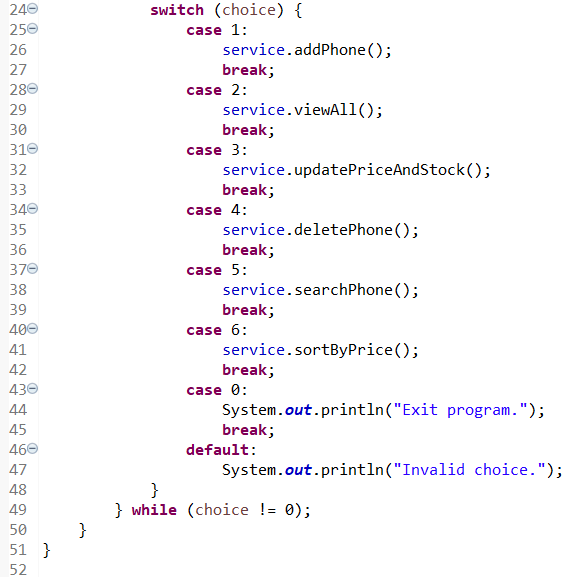 24 switch (choice) {
25 case 1:
26 service.addPhone();
27 break;
28 case 2:
29 service.viewAll();
30 break;
31 case 3:
32 service.updatePriceAndStock();
33 break;
34 case 4:
35 service.deletePhone();
36 break;
37 case 5:
38 service.searchPhone();
39 break;
40 case 6:
41 service.sortByPrice();
42 break;
43 case 0:
44 System.out.println("Exit program.");
45 break;
46 default:
47 System.out.println("Invalid choice.");
48 }
49 } while (choice != 0);
50 }
51 }
52